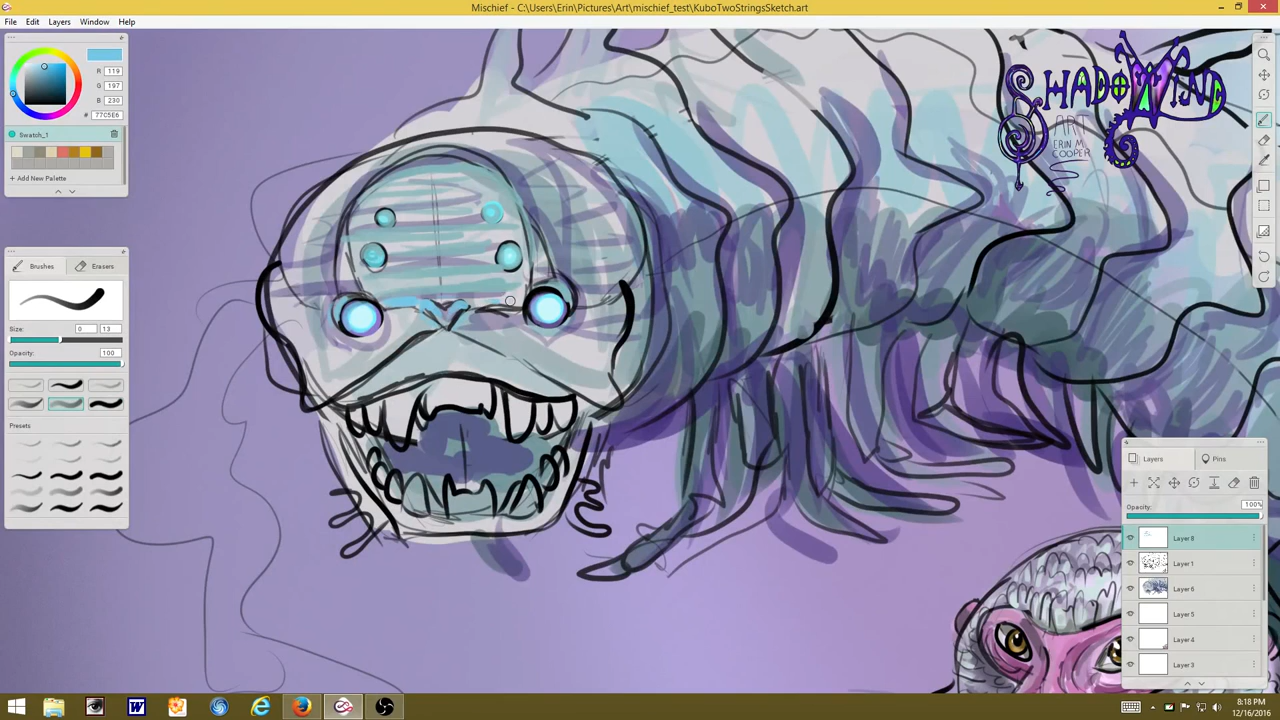 Mischief - C:\Users\Erin\Pictures\Art\mischief_test\KuboTwoStringsSketch.art
File Edit Layers Window Help
R 119
G 197
B 230
# 77C5E6
Swatch_1
+ Add New Palette
Brushes Erasers
Size: 0 13
Opacity: 100
Presets
SHADOWIND
ART
ERIN M.
COOPER
Layers Pins
Opacity: 100%
Layer 8
Layer 1
Layer 6
Layer 5
Layer 4
Layer 3
8:18 PM
12/16/2016